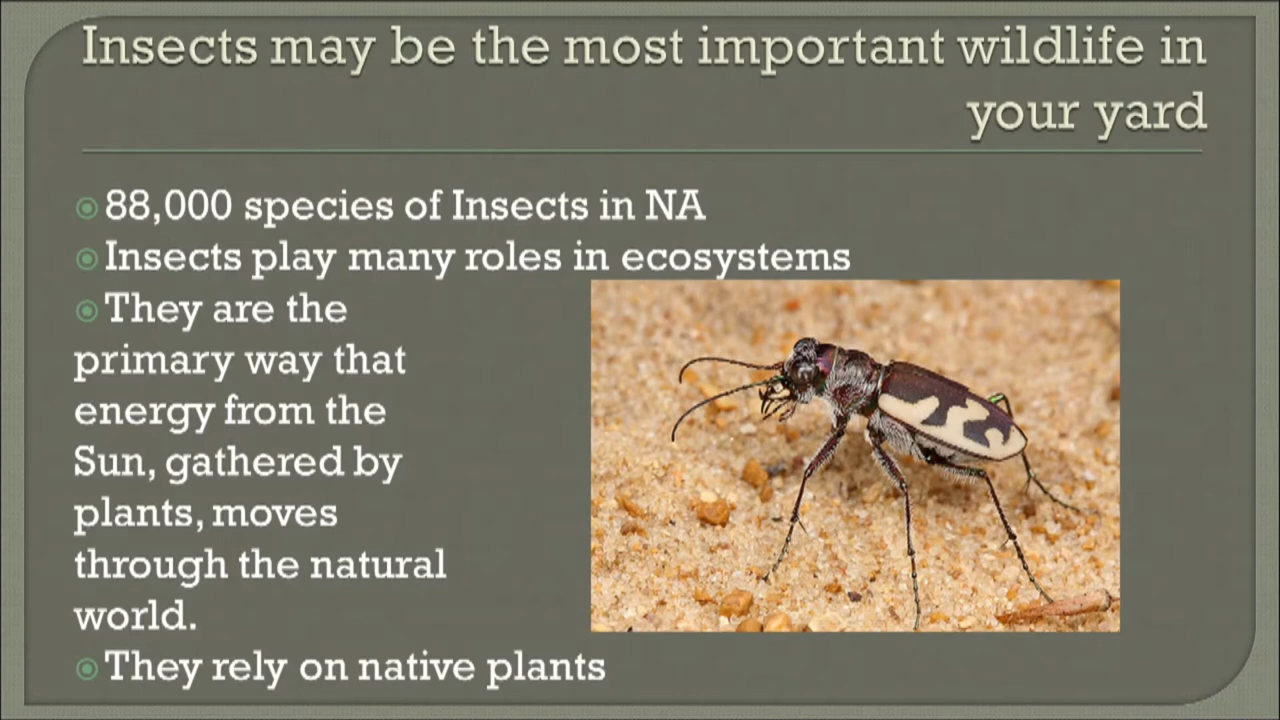 Insects may be the most important wildlife in
your yard
88,000 species of Insects in NA
Insects play many roles in ecosystems
They are the
primary way that
energy from the
Sun, gathered by
plants, moves
through the natural
world.
They rely on native plants